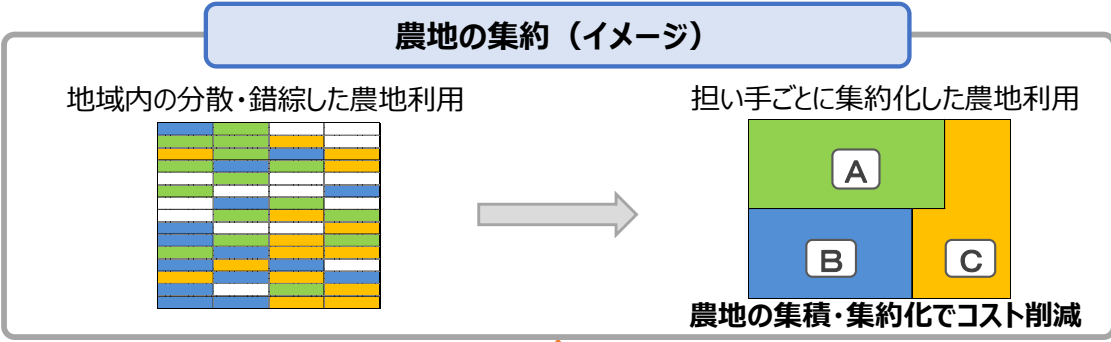 農地の集約（イメージ）
地域内の分散・錯綜した農地利用
担い手ごとに集約化した農地利用
A
B
C
農地の集積・集約化でコスト削減